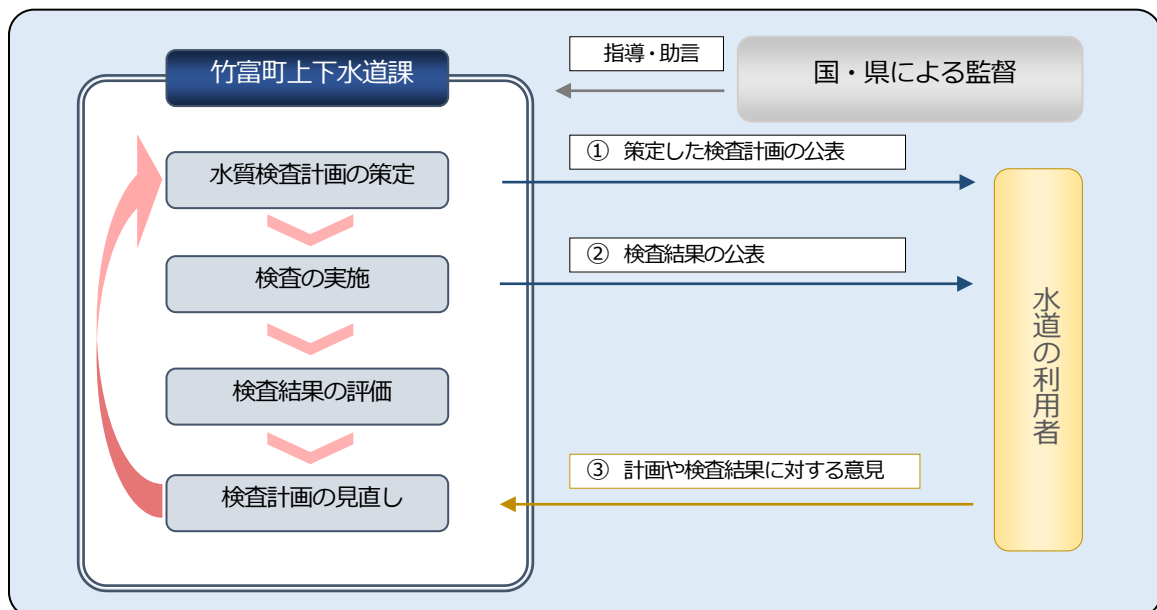 竹富町上下水道課
指導・助言
国・県による監督
水質検査計画の策定
① 策定した検査計画の公表
検査の実施
② 検査結果の公表
検査結果の評価
検査計画の見直し
③ 計画や検査結果に対する意見
水道の利用者